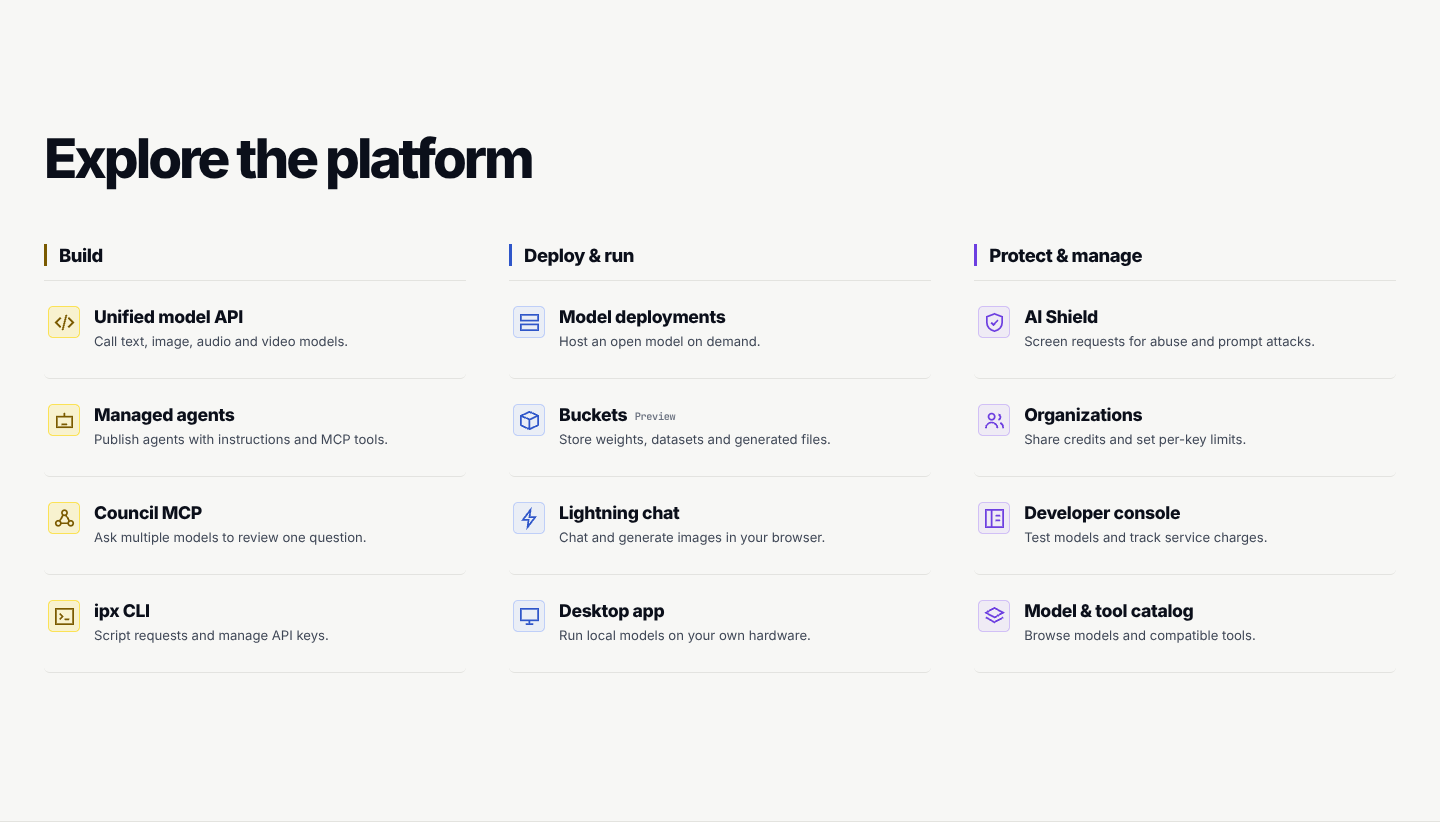 Explore the platform
Build
Unified model API
Call text, image, audio and video models.
Managed agents
Publish agents with instructions and MCP tools.
Council MCP
Ask multiple models to review one question.
ipx CLI
Script requests and manage API keys.
Deploy & run
Model deployments
Host an open model on demand.
Buckets Preview
Store weights, datasets and generated files.
Lightning chat
Chat and generate images in your browser.
Desktop app
Run local models on your own hardware.
Protect & manage
AI Shield
Screen requests for abuse and prompt attacks.
Organizations
Share credits and set per-key limits.
Developer console
Test models and track service charges.
Model & tool catalog
Browse models and compatible tools.